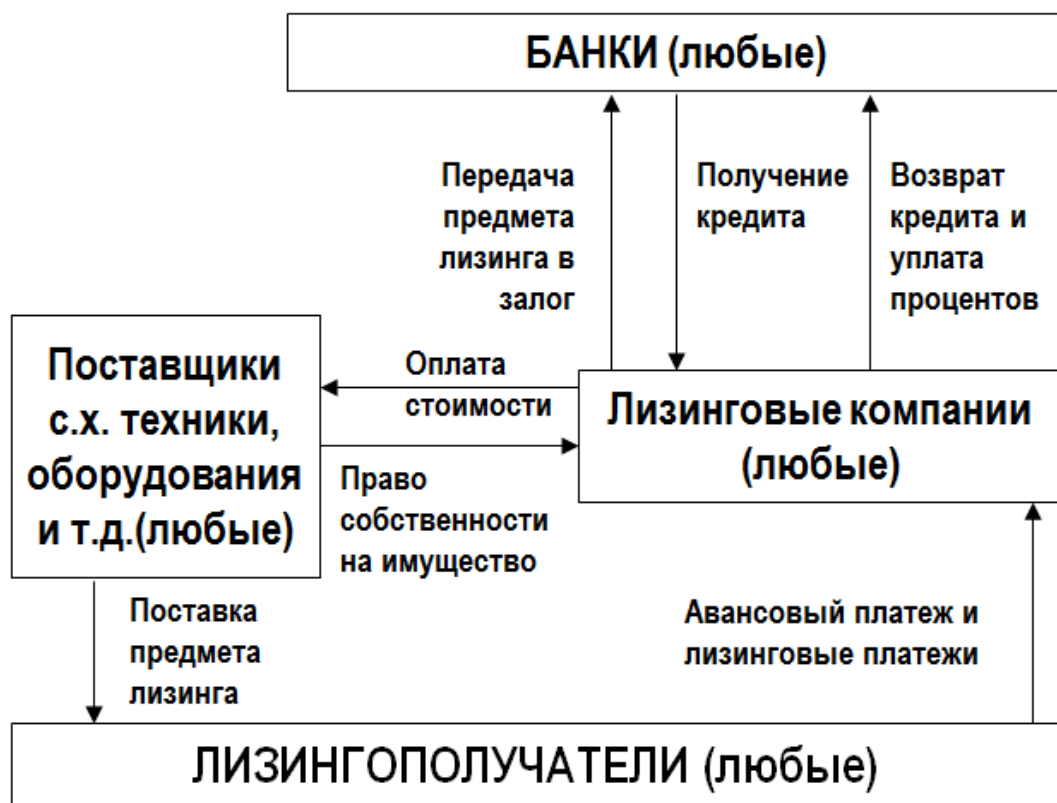 БАНКИ (любые)
Передача
предмета
лизинга в
залог
Получение
кредита
Возврат
кредита и
уплата
процентов
Поставщики
с.х. техники,
оборудования
и т.д.(любые)
Оплата
стоимости
Право
собственности
на имущество
Лизинговые компании
(любые)
Поставка
предмета
лизинга
Авансовый платеж и
лизинговые платежи
ЛИЗИНГОПОЛУЧАТЕЛИ (любые)